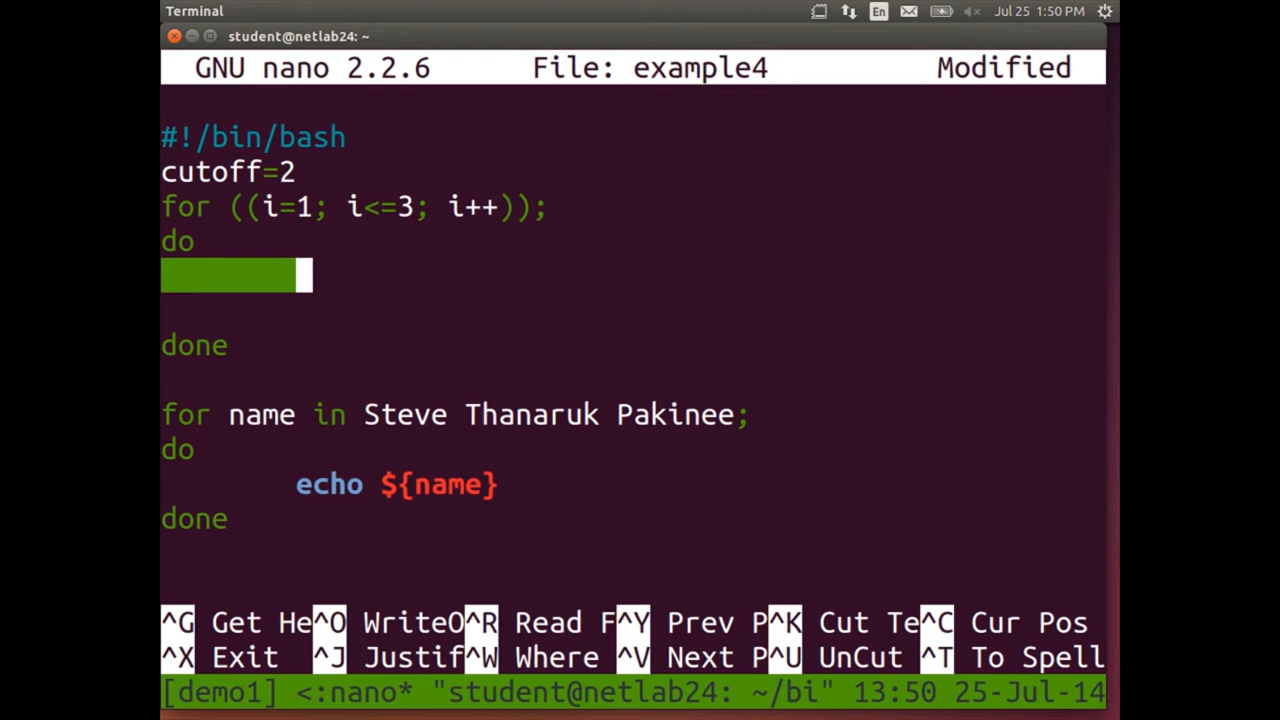 Terminal En Jul 25 1:50 PM
student@netlab24: ~
GNU nano 2.2.6 File: example4 Modified
#!/bin/bash
cutoff=2
for ((i=1; i<=3; i++));
do
done
for name in Steve Thanaruk Pakinee;
do
echo ${name}
done
^G Get He^O WriteO^R Read F^Y Prev P^K Cut Te^C Cur Pos
^X Exit ^J Justif^W Where ^V Next P^U UnCut ^T To Spell
[demo1] <:nano* "student@netlab24: ~/bi" 13:50 25-Jul-14